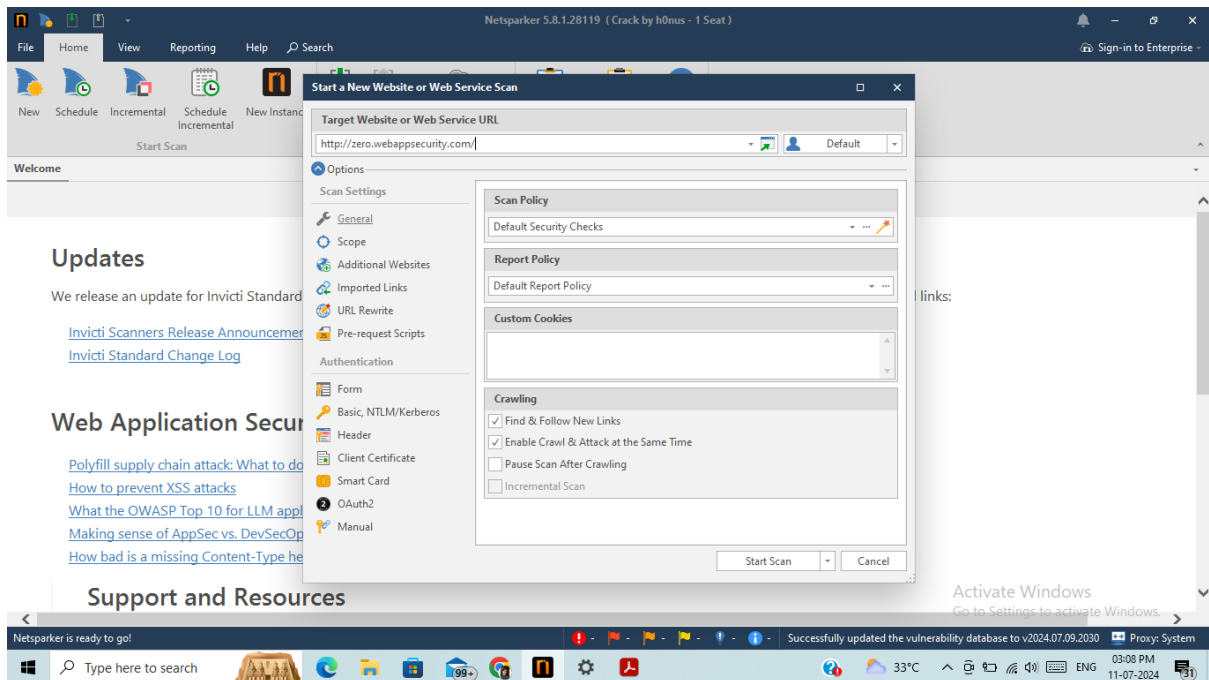 Netsparker 5.8.1.28119 ( Crack by h0nus - 1 Seat )
File Home View Reporting Help Search
Sign-in to Enterprise
New Schedule Incremental Schedule Incremental New Instanc
Start Scan
Welcome
Start a New Website or Web Service Scan
Target Website or Web Service URL
http://zero.webappsecurity.com/
Default
Options
Scan Settings
General
Scope
Additional Websites
Imported Links
URL Rewrite
Pre-request Scripts
Authentication
Form
Basic, NTLM/Kerberos
Header
Client Certificate
Smart Card
OAuth2
Manual
Scan Policy
Default Security Checks
Report Policy
Default Report Policy
Custom Cookies
Crawling
Find & Follow New Links
Enable Crawl & Attack at the Same Time
Pause Scan After Crawling
Incremental Scan
Start Scan
Cancel
Updates
We release an update for Invicti Standard
links:
Invicti Scanners Release Announcemen
Invicti Standard Change Log
Web Application Secur
Polyfill supply chain attack: What to do
How to prevent XSS attacks
What the OWASP Top 10 for LLM appl
Making sense of AppSec vs. DevSecOp
How bad is a missing Content-Type he
Support and Resources
Activate Windows
Go to Settings to activate Windows.
Netsparker is ready to go!
Successfully updated the vulnerability database to v2024.07.09.2030
Proxy: System
Type here to search
99+
33°C
ENG
03:08 PM
11-07-2024
31